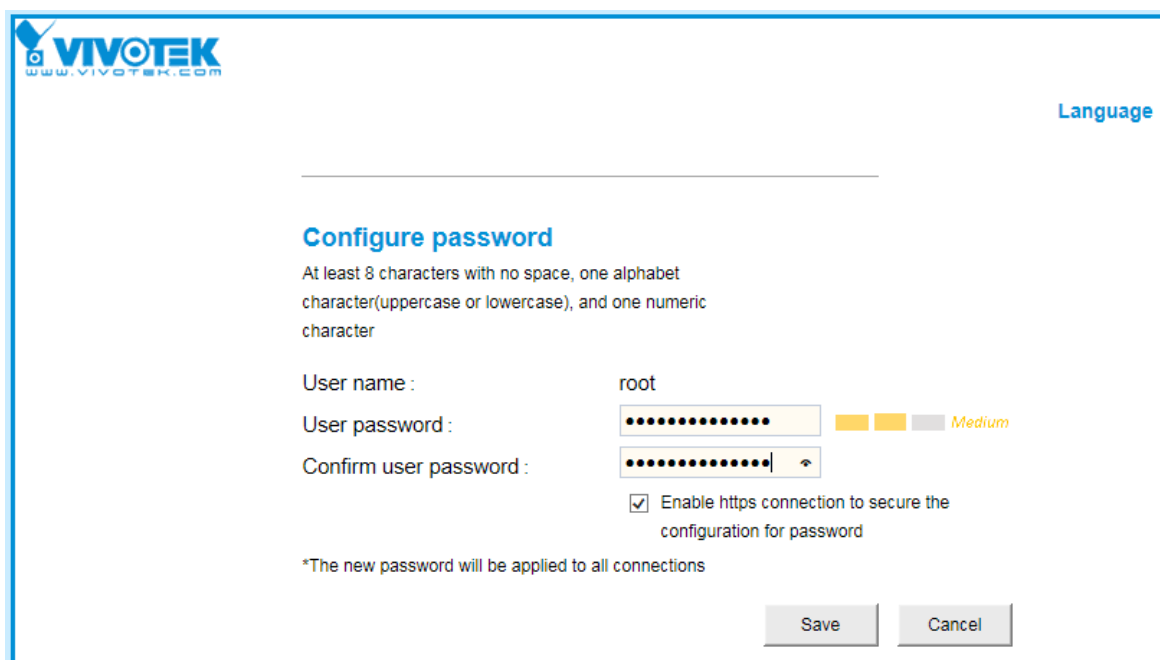 VIVOTEK
www.vivotek.com
Language
Configure password
At least 8 characters with no space, one alphabet
character(uppercase or lowercase), and one numeric
character
User name : root
User password : •••••••••••••• Medium
Confirm user password : ••••••••••••••
Enable https connection to secure the
configuration for password
*The new password will be applied to all connections
Save Cancel